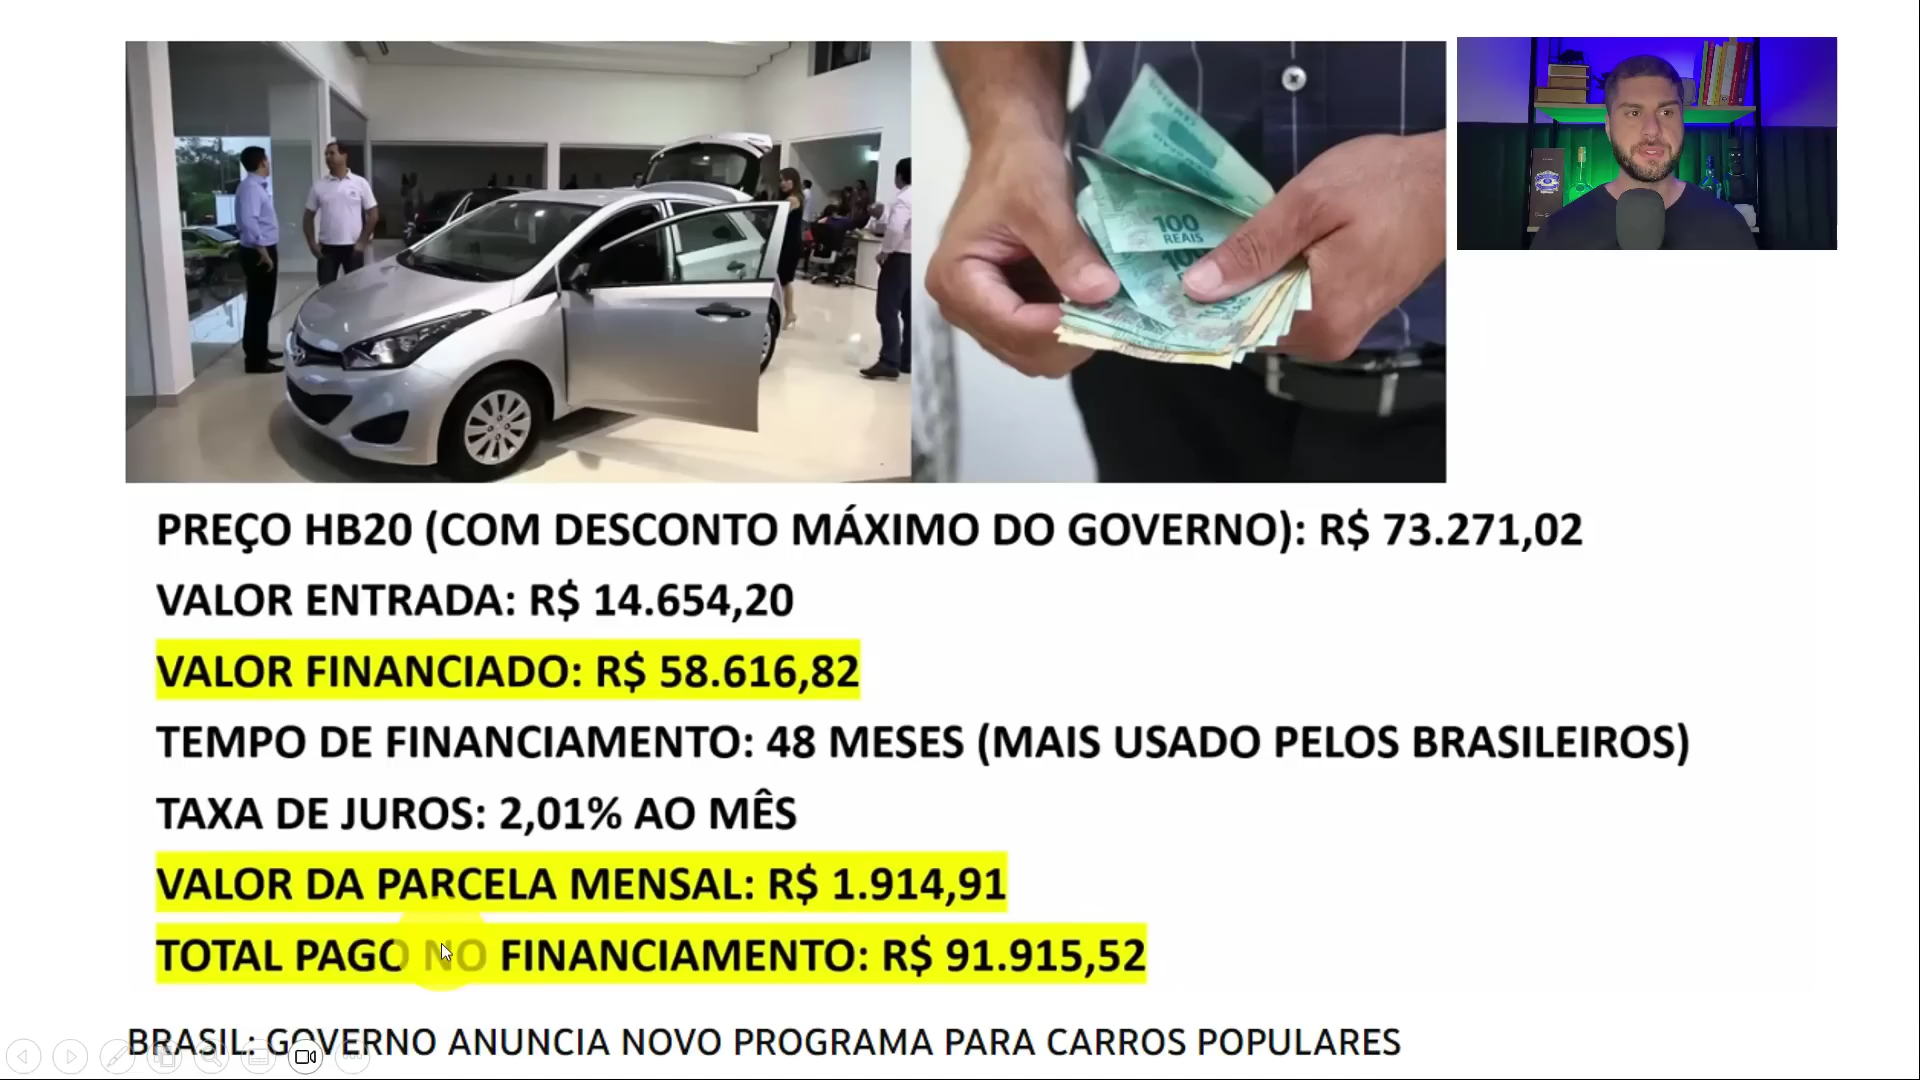 100
REAIS
PREÇO HB20 (COM DESCONTO MÁXIMO DO GOVERNO): R$ 73.271,02
VALOR ENTRADA: R$ 14.654,20
VALOR FINANCIADO: R$ 58.616,82
TEMPO DE FINANCIAMENTO: 48 MESES (MAIS USADO PELOS BRASILEIROS)
TAXA DE JUROS: 2,01% AO MÊS
VALOR DA PARCELA MENSAL: R$ 1.914,91
TOTAL PAGO NO FINANCIAMENTO: R$ 91.915,52
BRASIL: GOVERNO ANUNCIA NOVO PROGRAMA PARA CARROS POPULARES